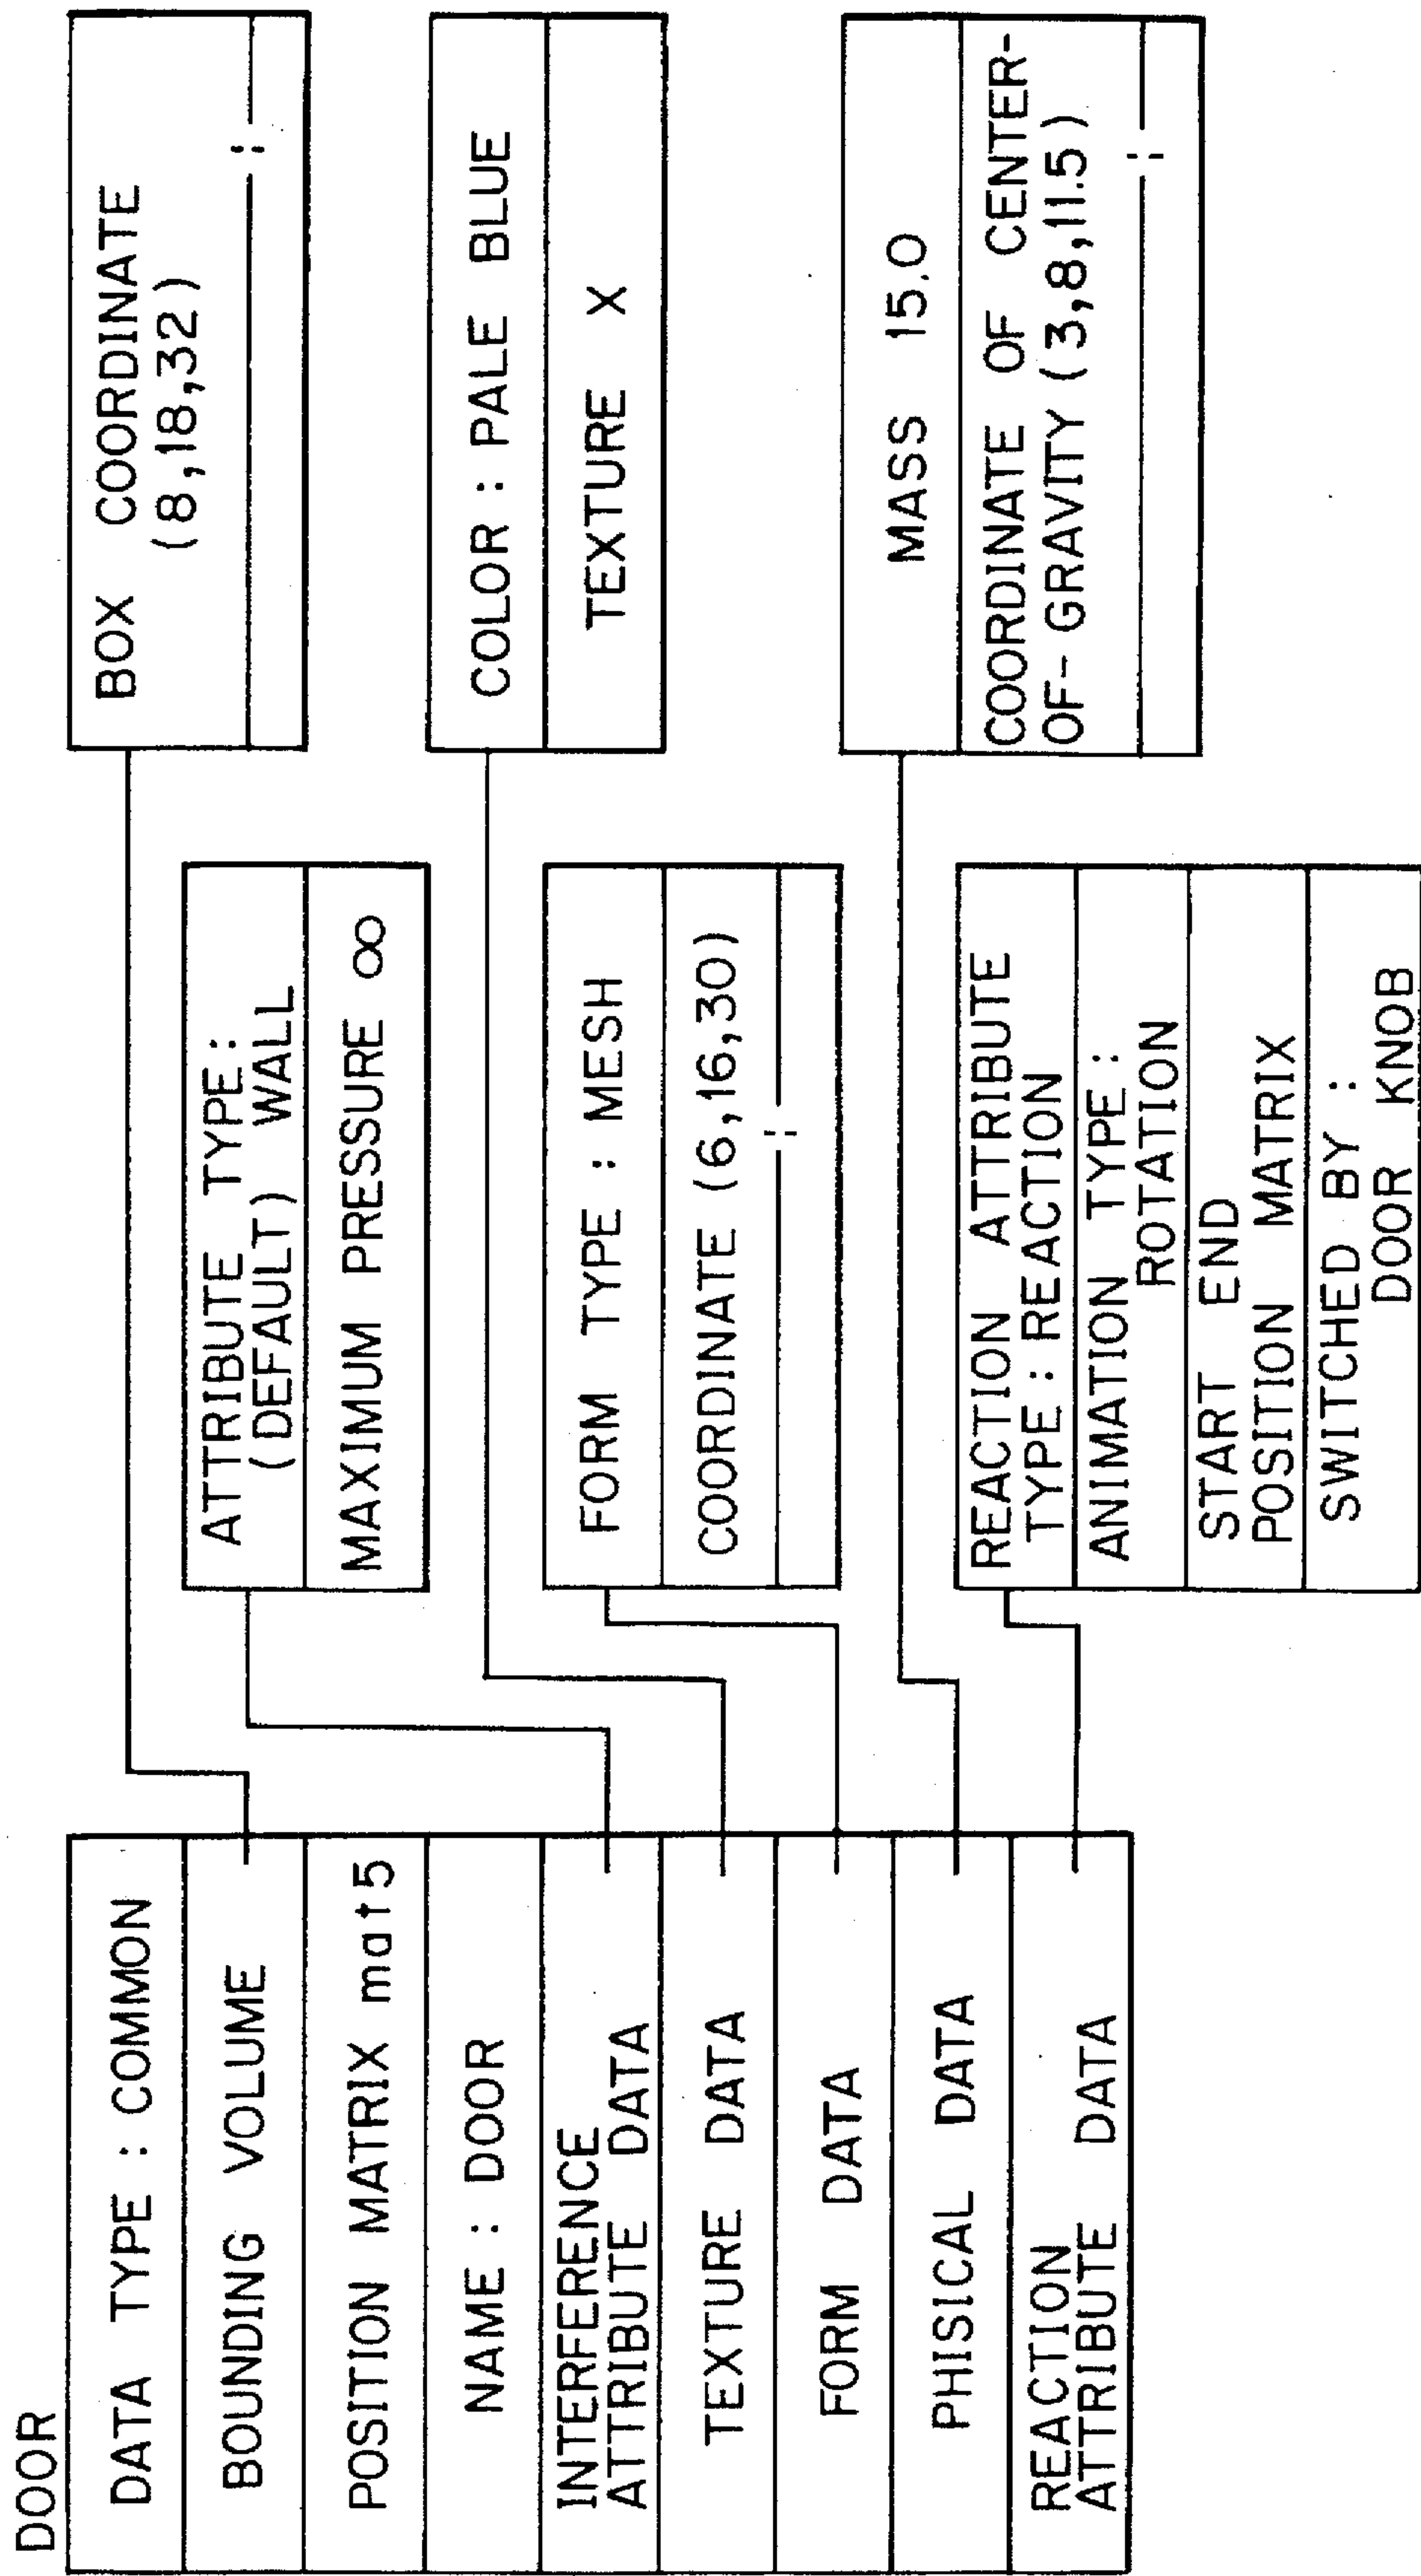 DOOR
DATA TYPE : COMMON
BOUNDING VOLUME
POSITION MATRIX mat5
NAME : DOOR
INTERFERENCE
ATTRIBUTE DATA
TEXTURE DATA
FORM DATA
PHISICAL DATA
REACTION
ATTRIBUTE DATA
ATTRIBUTE TYPE :
(DEFAULT) WALL
MAXIMUM PRESSURE ∞
FORM TYPE : MESH
COORDINATE (6,16,30)
:
REACTION ATTRIBUTE
TYPE : REACTION
ANIMATION TYPE :
ROTATION
START END
POSITION MATRIX
SWITCHED BY :
DOOR KNOB
BOX COORDINATE
(8,18,32)
:
COLOR : PALE BLUE
TEXTURE X
MASS 15.0
COORDINATE OF CENTER-
OF-GRAVITY (3,8,11.5)
: